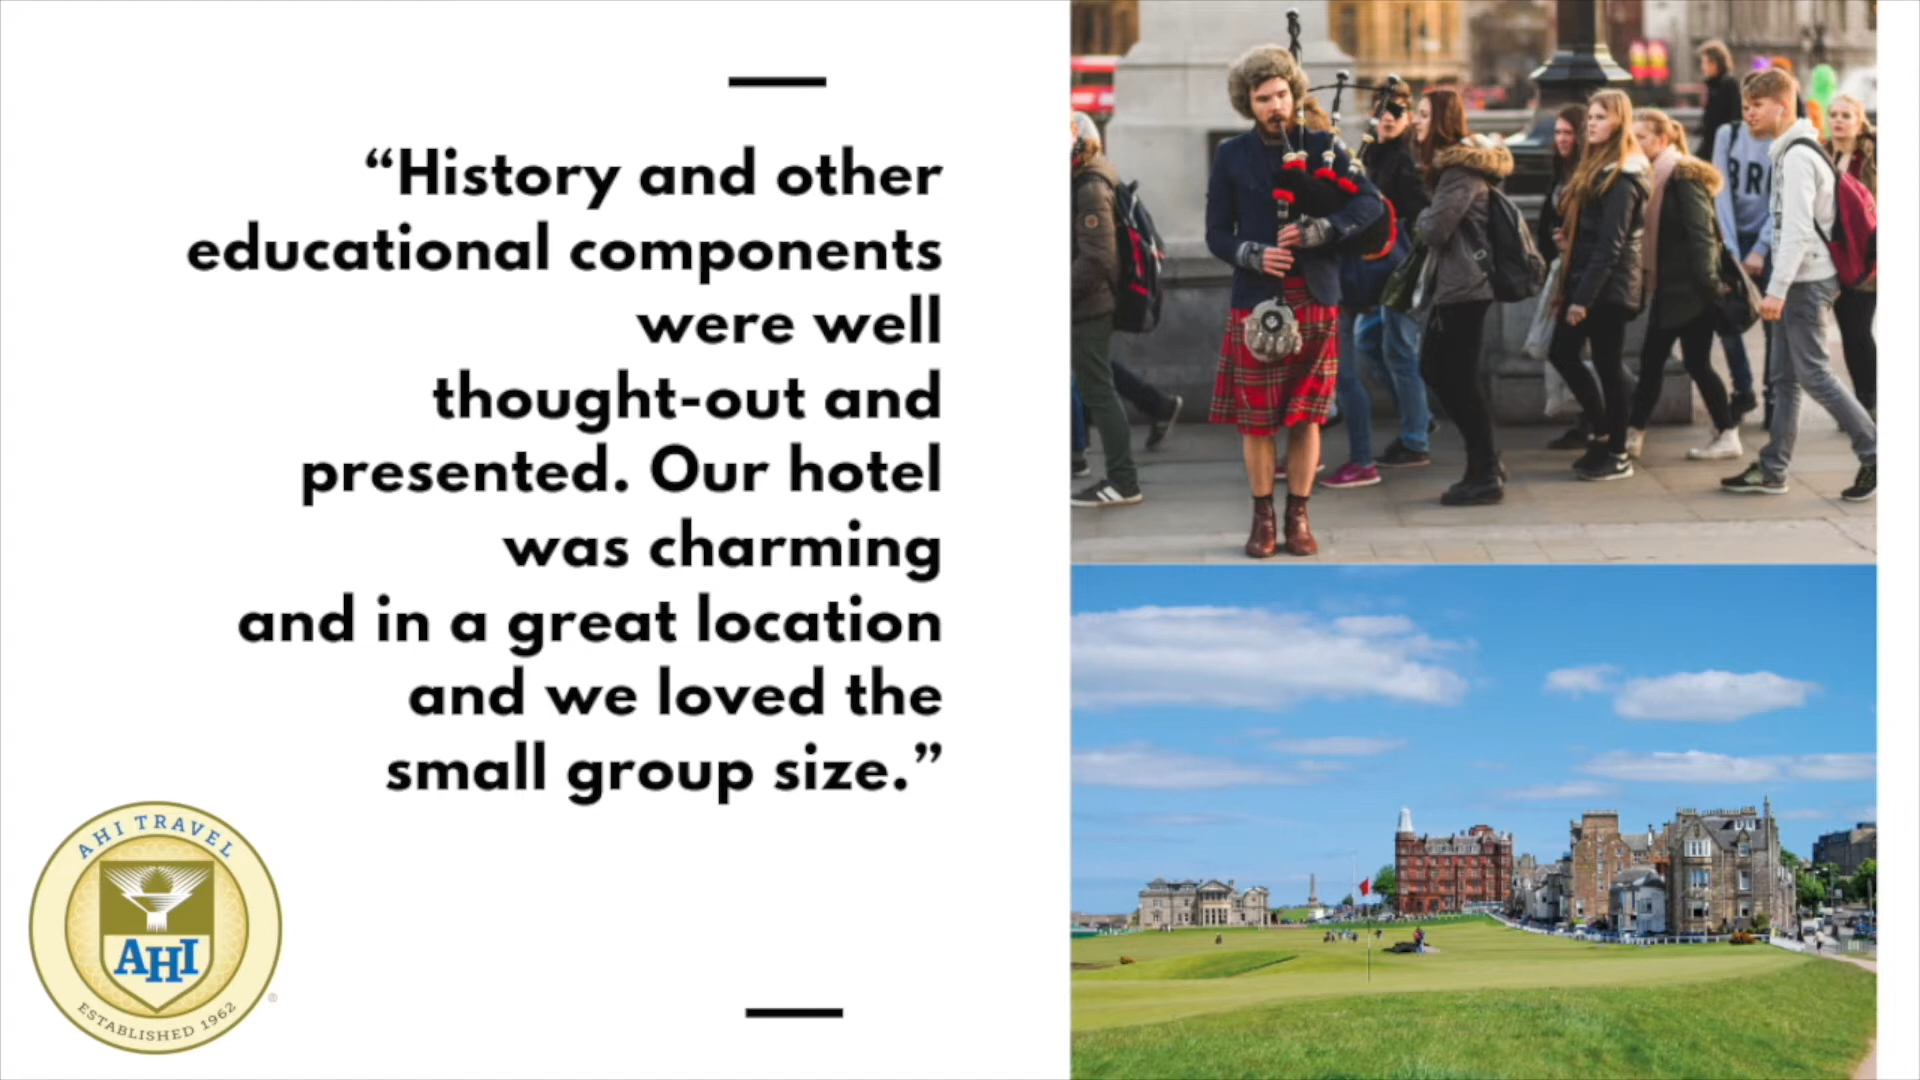 “History and other
educational components
were well
thought-out and
presented. Our hotel
was charming
and in a great location
and we loved the
small group size.”
AHI TRAVEL
AHI
ESTABLISHED 1962
®
BR